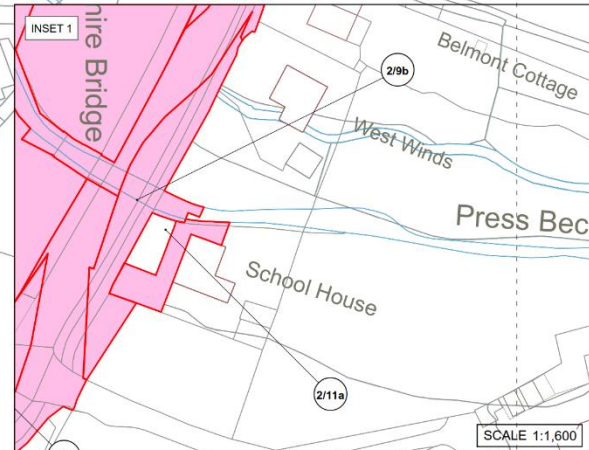 INSET 1
hire Bridge
2/9b
Belmont Cottage
West Winds
Press Bec
School House
2/11a
SCALE 1:1,600